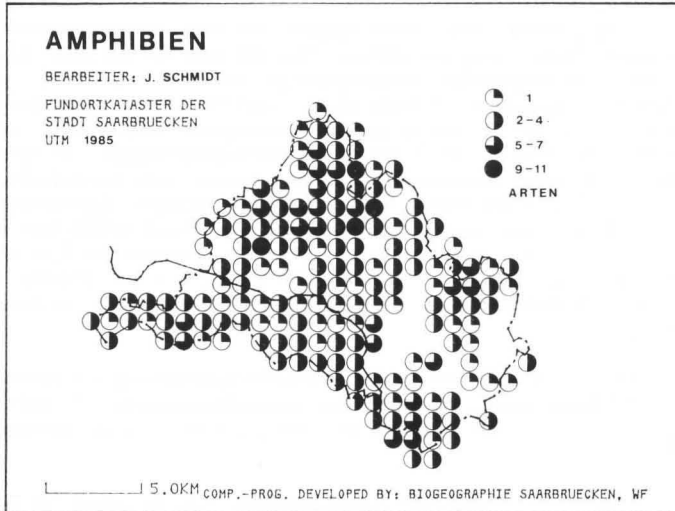 AMPHIBIEN
BEARBEITER: J. SCHMIDT
FUNDORTKATASTER DER
STADT SAARBRUECKEN
UTM 1985
1
2-4
5-7
9-11
ARTEN
5.0KM COMP.-PROG. DEVELOPED BY: BIOGEOGRAPHIE SAARBRUECKEN, WF